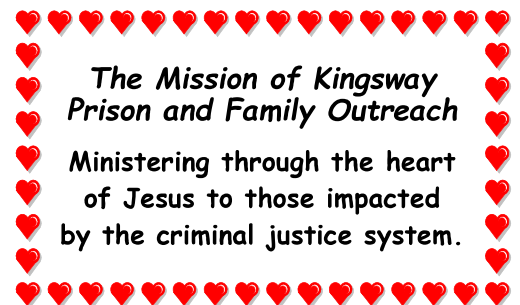 The Mission of Kingsway
Prison and Family Outreach
Ministering through the heart
of Jesus to those impacted
by the criminal justice system.